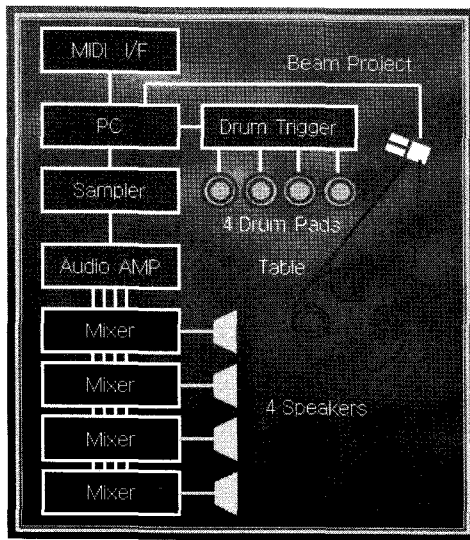 MIDI I/F
Beam Project
PC
Drum Trigger
Sampler
4 Drum Pads
Audio AMP
Table
Mixer
Mixer
4 Speakers
Mixer
Mixer